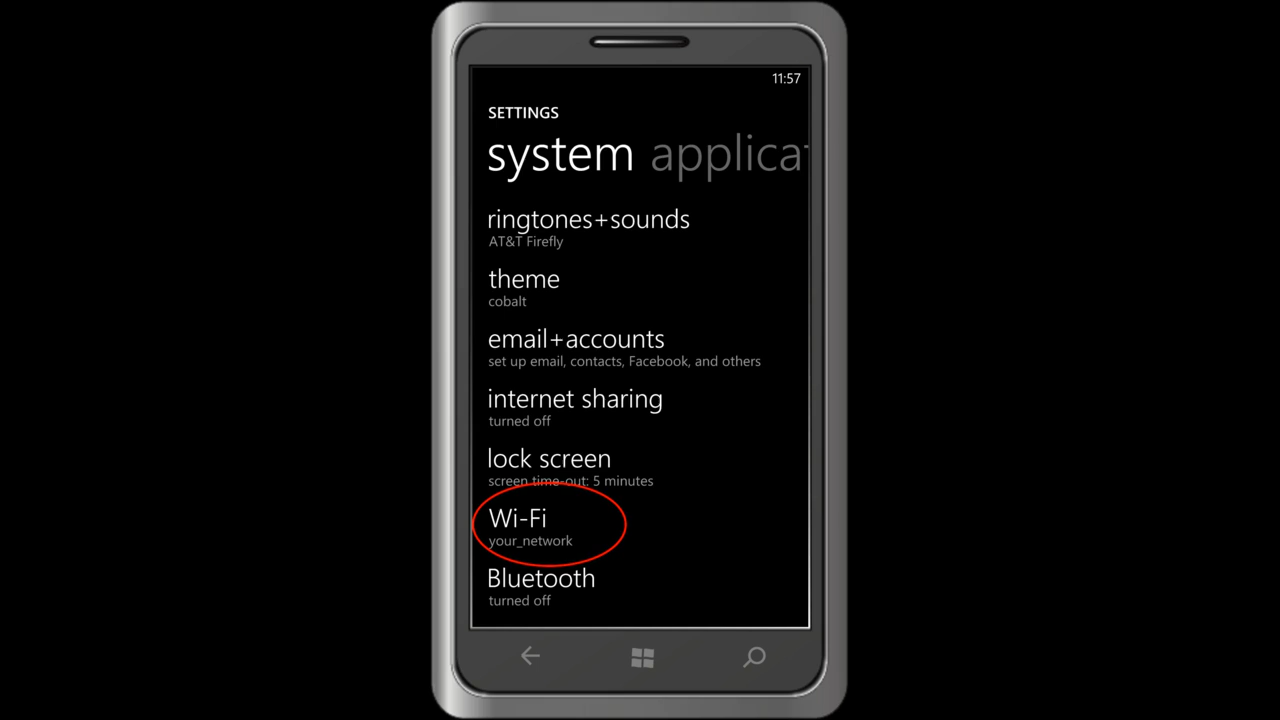 11:57
SETTINGS
system applicat
ringtones+sounds
AT&T Firefly
theme
cobalt
email+accounts
set up email, contacts, Facebook, and others
internet sharing
turned off
lock screen
screen time-out: 5 minutes
Wi-Fi
your_network
Bluetooth
turned off